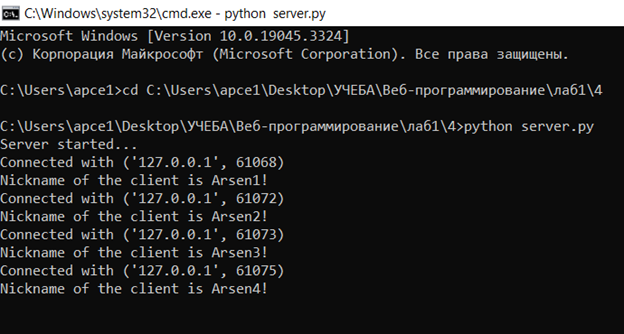 C:\Windows\system32\cmd.exe - python server.py
Microsoft Windows [Version 10.0.19045.3324]
(c) Корпорация Майкрософт (Microsoft Corporation). Все права защищены.
C:\Users\apce1>cd C:\Users\apce1\Desktop\УЧЕБА\Веб-программирование\лаб1\4
C:\Users\apce1\Desktop\УЧЕБА\Веб-программирование\лаб1\4>python server.py
Server started...
Connected with ('127.0.0.1', 61068)
Nickname of the client is Arsen1!
Connected with ('127.0.0.1', 61072)
Nickname of the client is Arsen2!
Connected with ('127.0.0.1', 61073)
Nickname of the client is Arsen3!
Connected with ('127.0.0.1', 61075)
Nickname of the client is Arsen4!